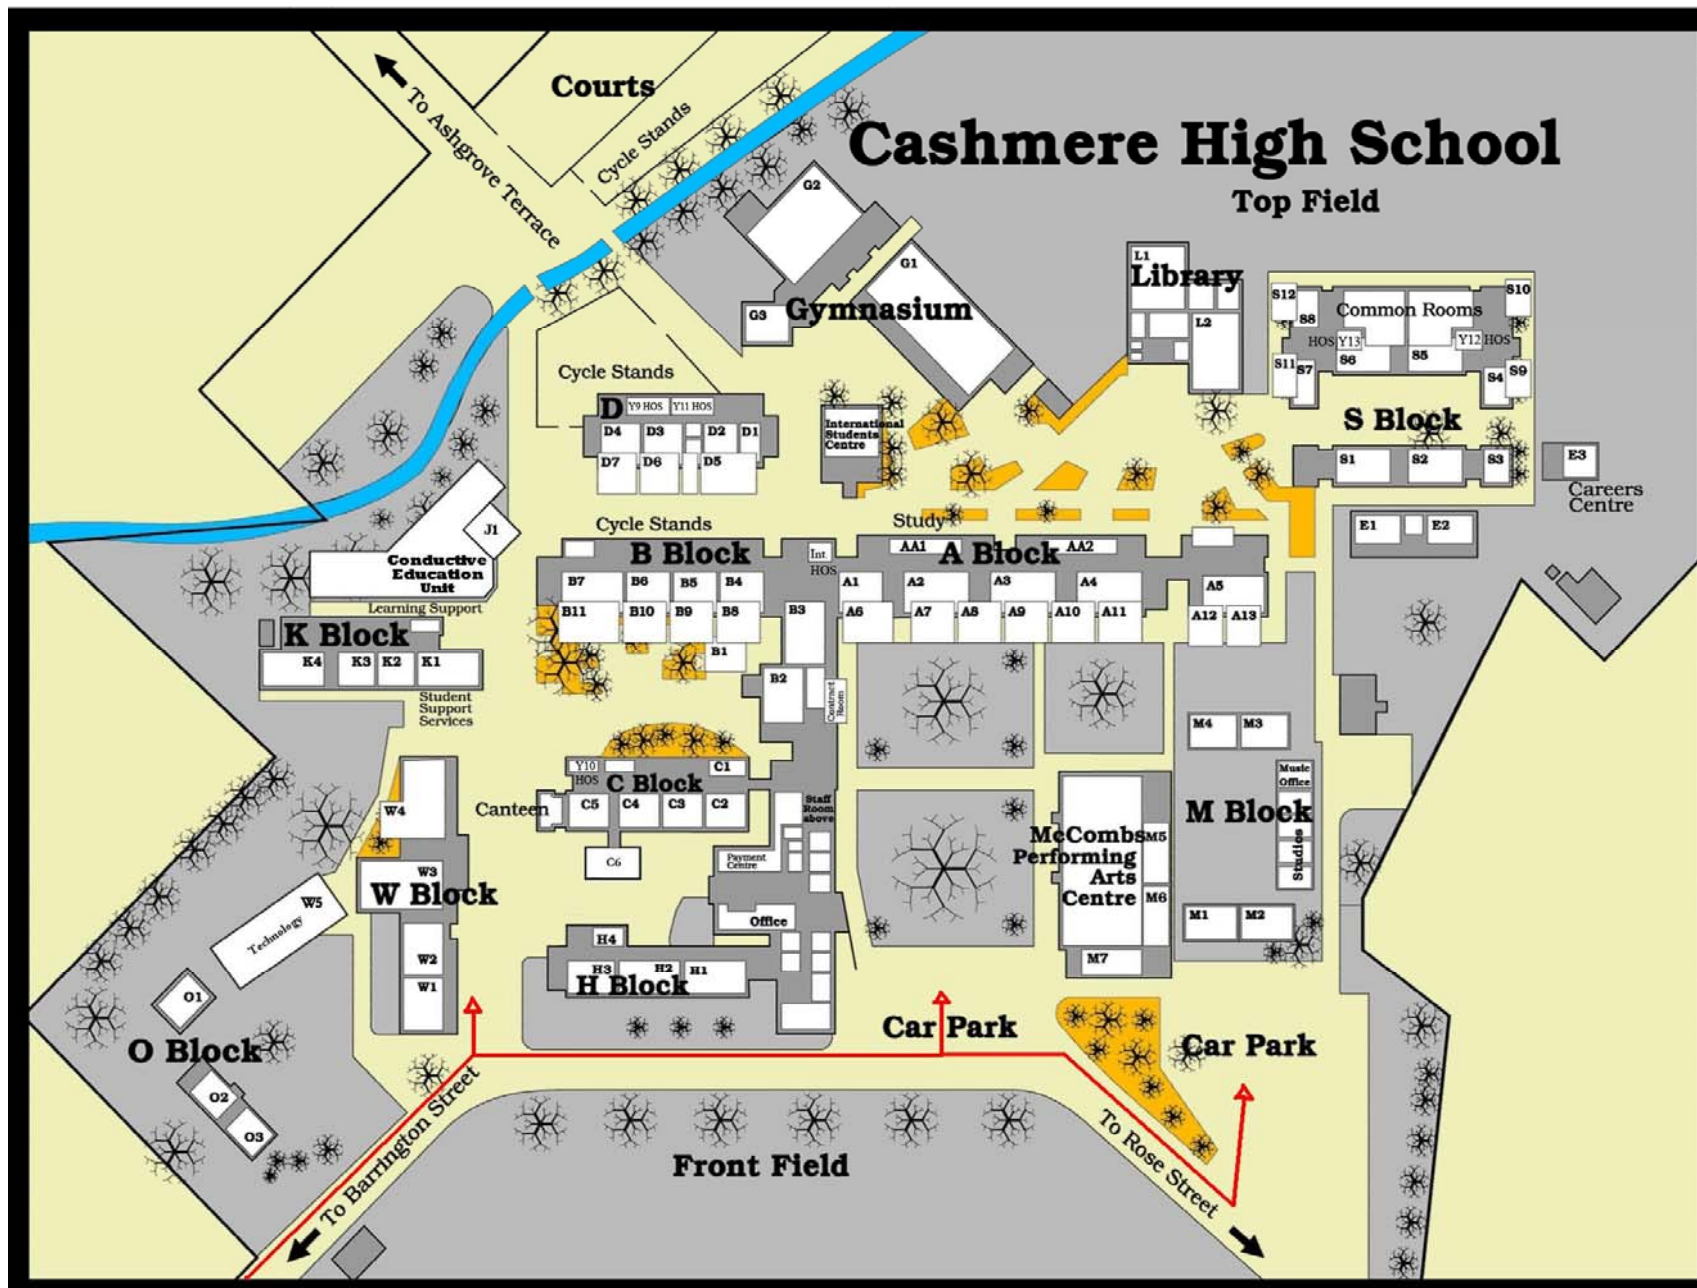 Courts
To Ashgrove Terrace
Cycle Stands
Cashmere High School
Top Field
G2
G1
G3
Gymnasium
L1
Library
L2
S12
S8
Common Rooms
S10
HOS
Y13
Y12
HOS
S6
S5
S11
S7
S4
S9
S Block
S1
S2
S3
E3
Careers
Centre
E1
E2
Cycle Stands
D
Y9 HOS
Y11 HOS
D4
D3
D2
D1
D7
D6
D5
International
Students
Centre
J1
Conductive
Education
Unit
Learning Support
K Block
K4
K3
K2
K1
Student
Support
Services
Cycle Stands
B Block
B7
B6
B5
B4
B11
B10
B9
B8
B1
B3
B2
Int.
HOS
Contract
Room
Study
AA1
A Block
AA2
A1
A2
A3
A4
A5
A6
A7
A8
A9
A10
A11
A12
A13
M4
M3
Music
Office
M Block
Studios
M1
M2
McCombs
Performing
Arts
Centre
M5
M6
M7
Y10
HOS
C1
C Block
Canteen
C5
C4
C3
C2
C6
Staff
Room
above
Payment
Centre
Office
W4
W3
W Block
W5
Technology
W2
W1
H4
H3
H2
H1
H Block
O1
O Block
O2
O3
Car Park
Car Park
To Barrington Street
To Rose Street
Front Field